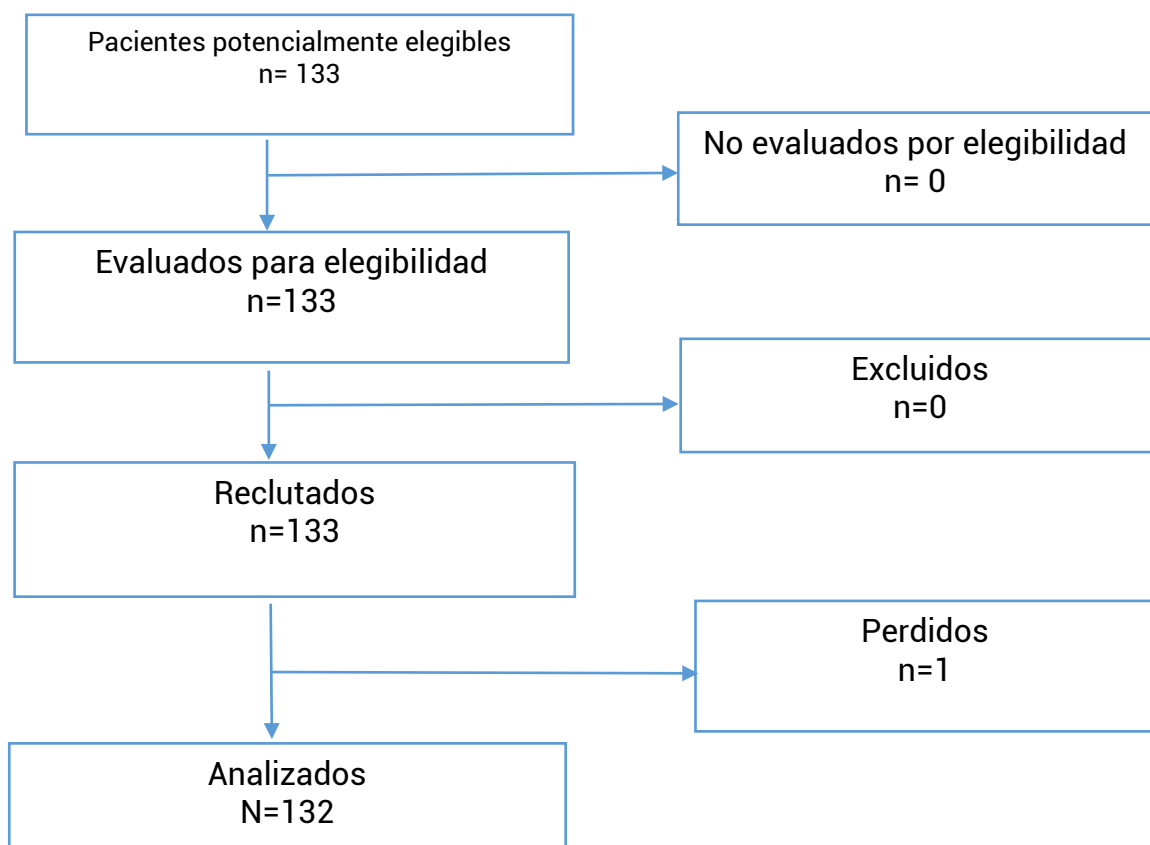 Pacientes potencialmente elegibles
n= 133
No evaluados por elegibilidad
n= 0
Evaluados para elegibilidad
n=133
Excluidos
n=0
Reclutados
n=133
Perdidos
n=1
Analizados
N=132